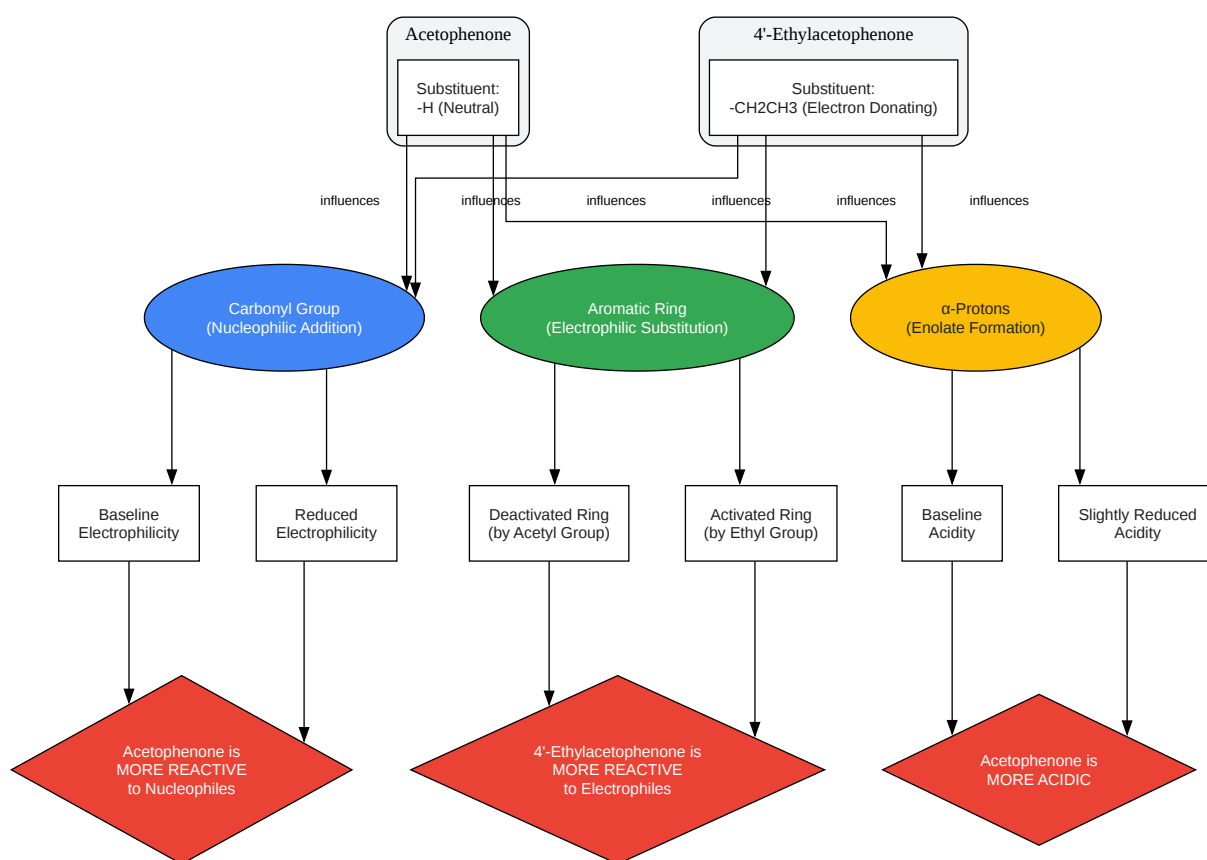 Acetophenone
4'-Ethylacetophenone
Substituent:
-H (Neutral)
Substituent:
-CH2CH3 (Electron Donating)
influences
influences
influences
influences
influences
influences
Carbonyl Group
(Nucleophilic Addition)
Aromatic Ring
(Electrophilic Substitution)
α-Protons
(Enolate Formation)
Baseline
Electrophilicity
Reduced
Electrophilicity
Deactivated Ring
(by Acetyl Group)
Activated Ring
(by Ethyl Group)
Baseline
Acidity
Slightly Reduced
Acidity
Acetophenone is
MORE REACTIVE
to Nucleophiles
4'-Ethylacetophenone is
MORE REACTIVE
to Electrophiles
Acetophenone is
MORE ACIDIC